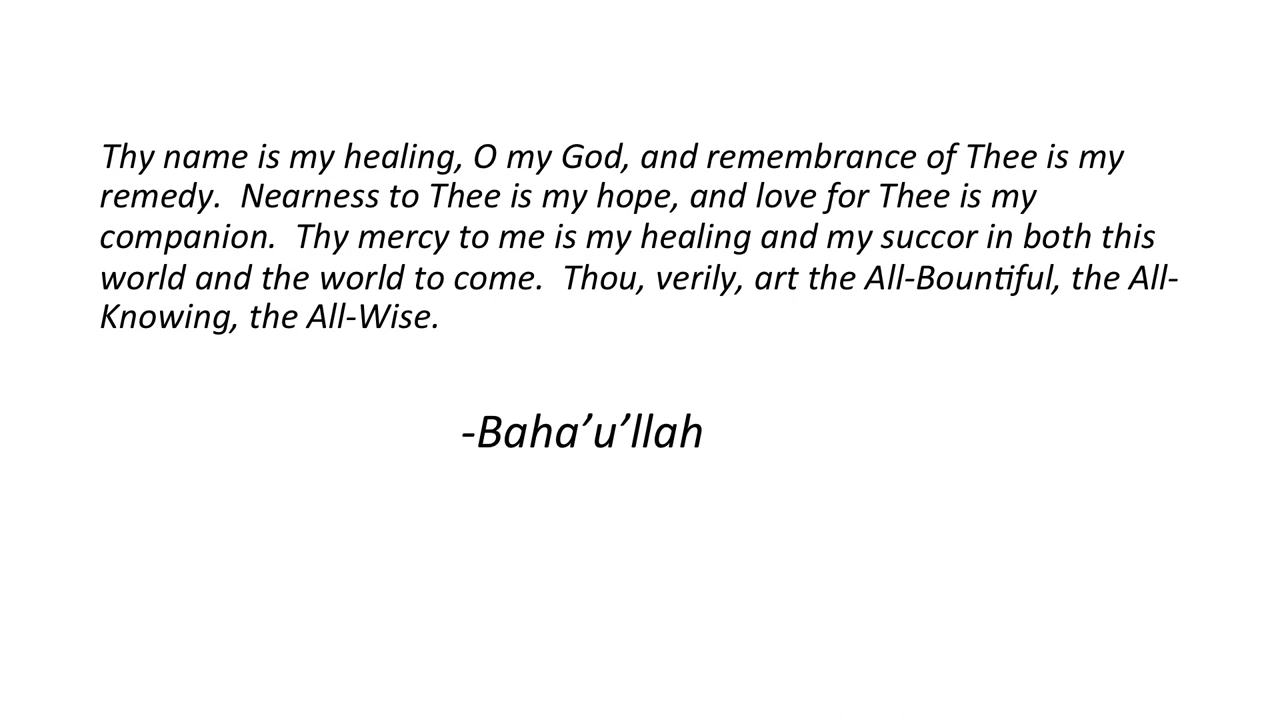 Thy name is my healing, O my God, and remembrance of Thee is my
remedy.  Nearness to Thee is my hope, and love for Thee is my
companion.  Thy mercy to me is my healing and my succor in both this
world and the world to come.  Thou, verily, art the All-Bountiful, the All-
Knowing, the All-Wise.
-Baha’u’llah